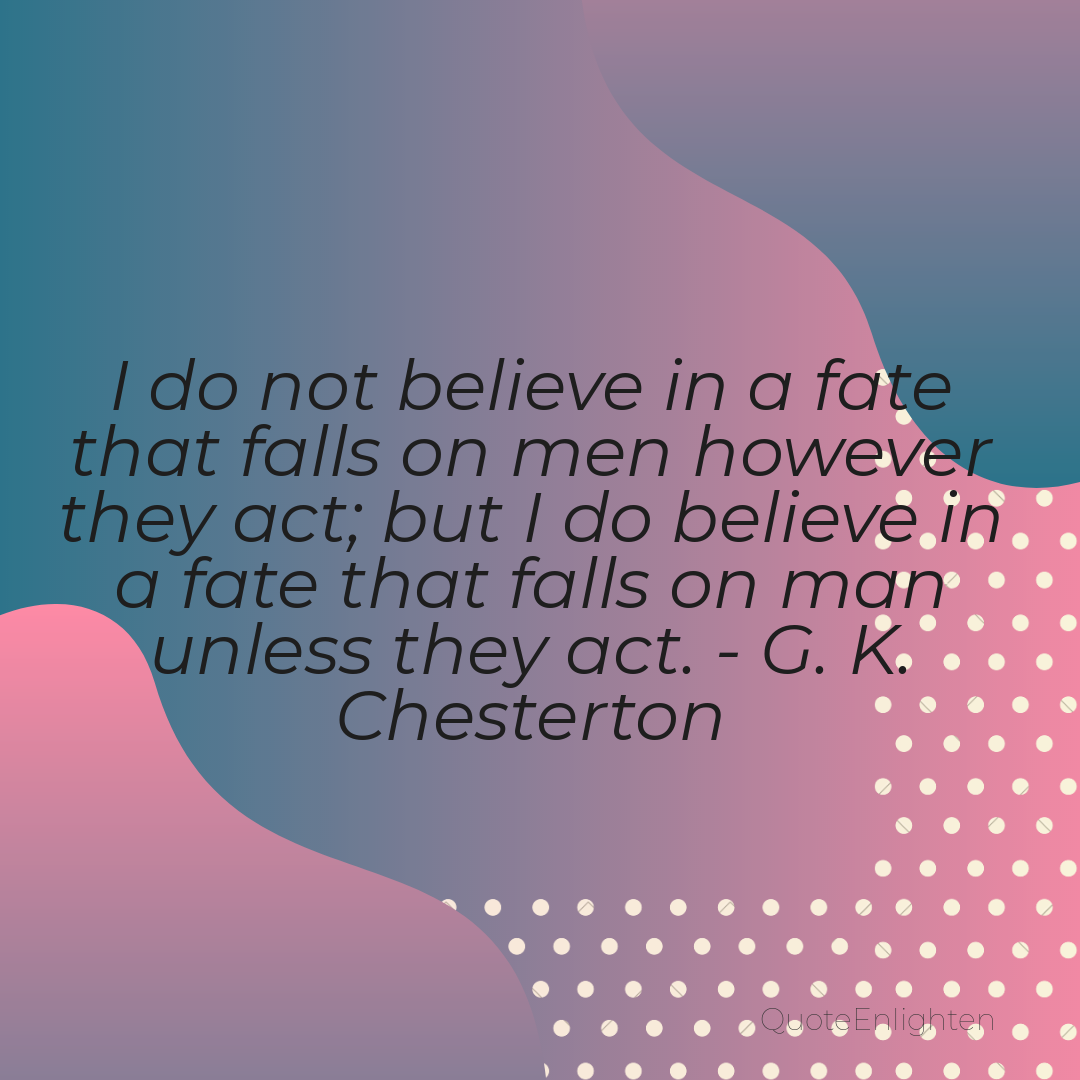 I do not believe in a fate
that falls on men however
they act; but I do believe in
a fate that falls on man
unless they act. - G. K.
Chesterton
QuoteEnlighten